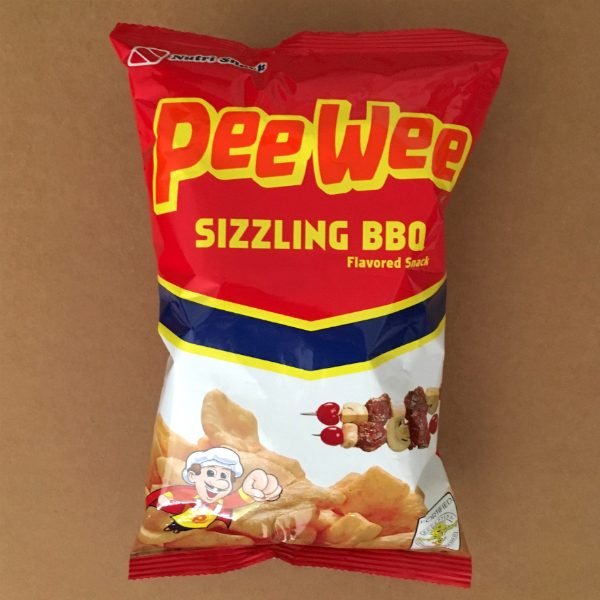 Nutri Snack
PeeWee
SIZZLING BBQ
Flavored Snack